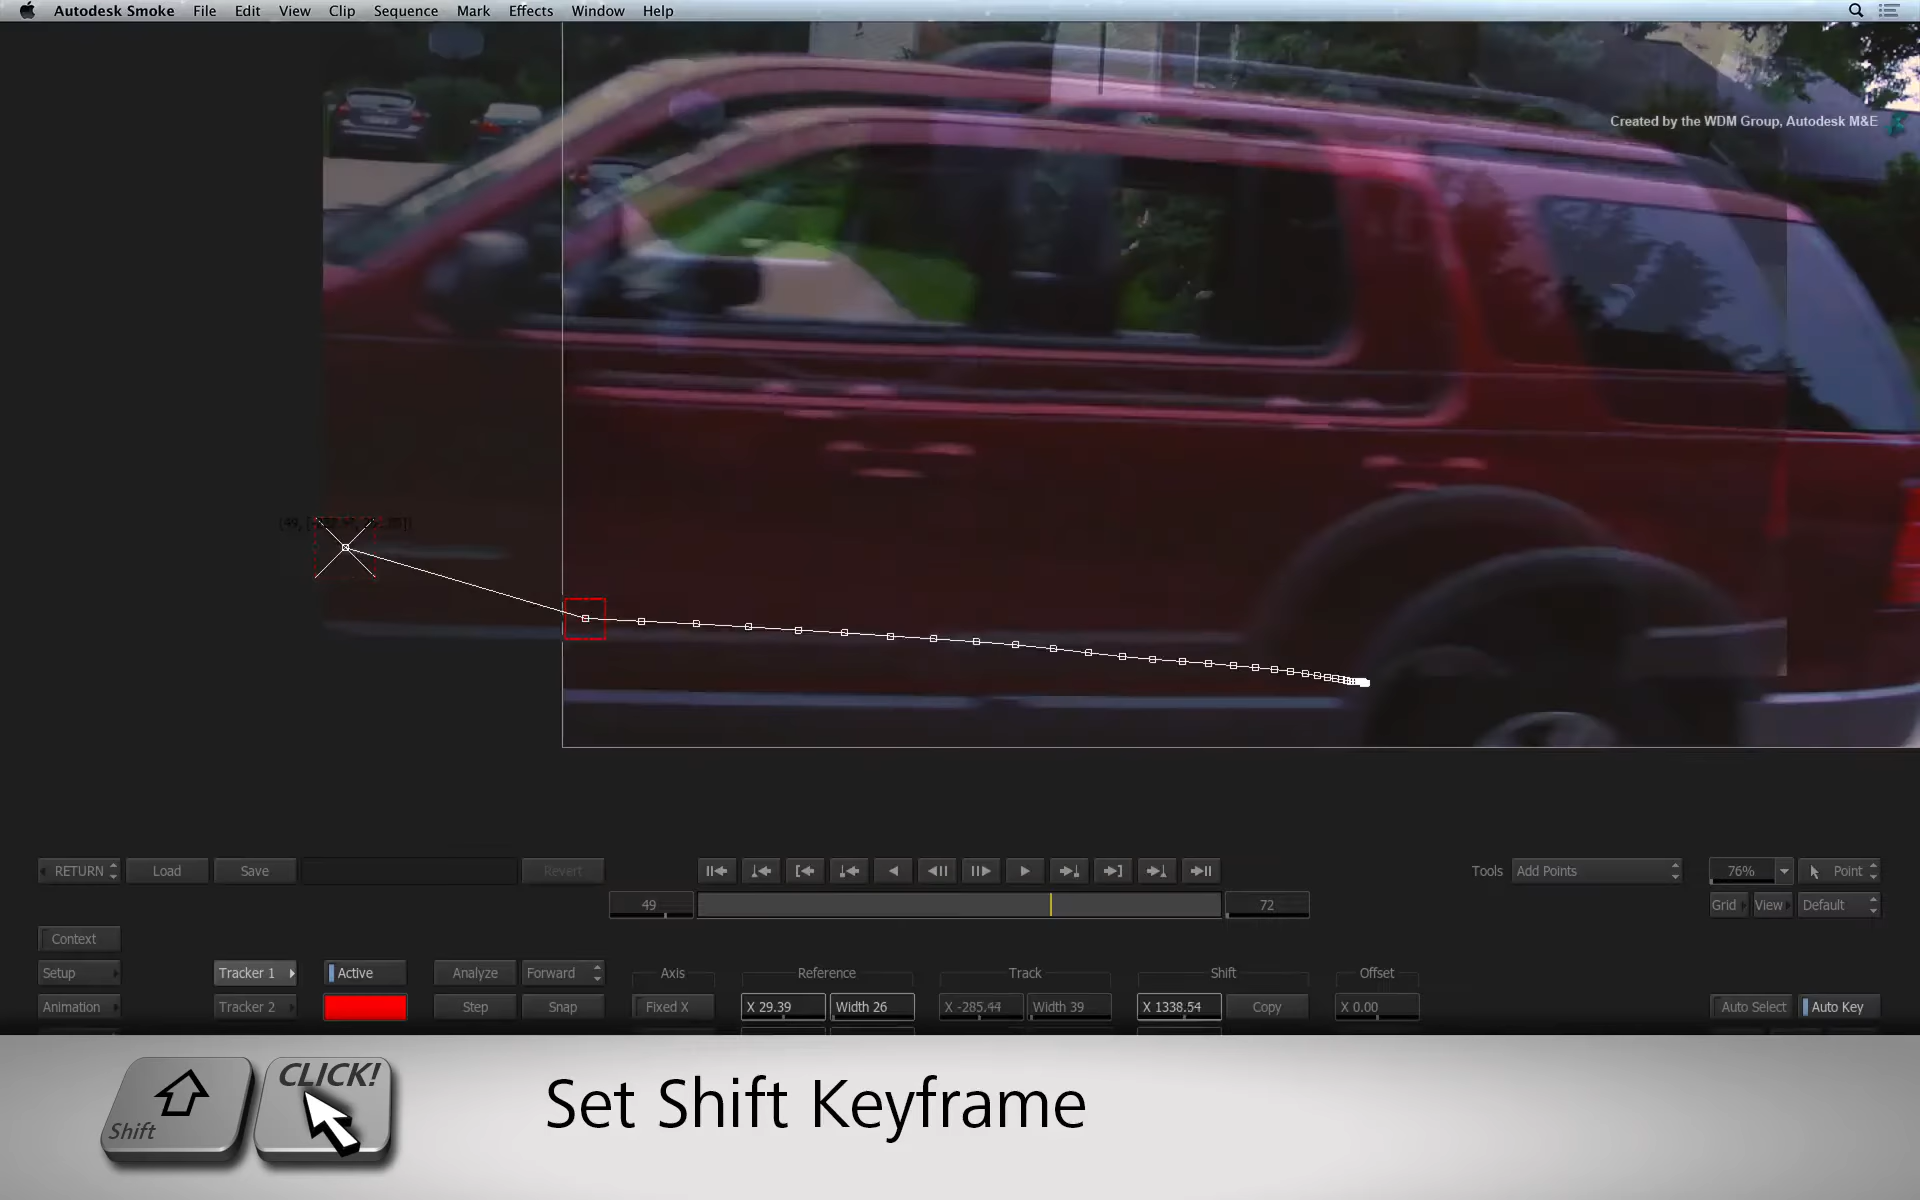 Autodesk Smoke File Edit View Clip Sequence Mark Effects Window Help
Created by the WDM Group, Autodesk M&E
RETURN Load Save Revert
Tools Add Points 76% Point
49 72
Grid View Default
Context
Setup Tracker 1 Active Analyze Forward Axis Reference Track Shift Offset
Animation Tracker 2 Step Snap Fixed X X 29.39 Width 26 X -285.44 Width 39 X 1338.54 Copy X 0.00 Auto Select Auto Key
Shift
CLICK!
Set Shift Keyframe